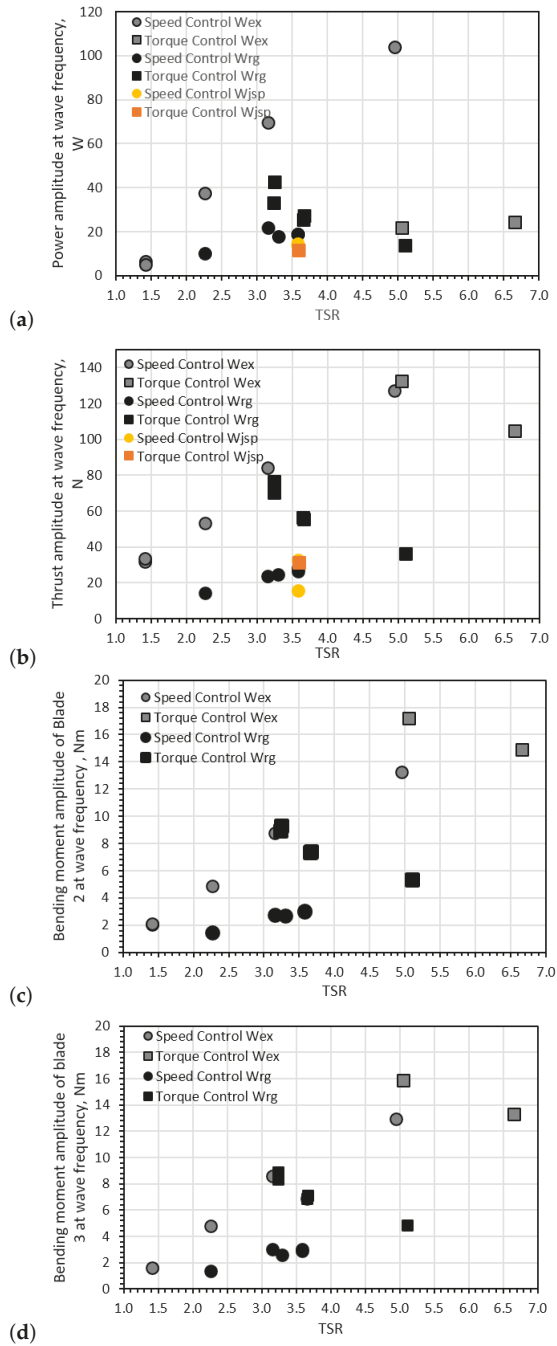 120
100
80
60
40
20
0
Power amplitude at wave frequency,
W
Speed Control Wex
Torque Control Wex
Speed Control Wrg
Torque Control Wrg
Speed Control Wjsp
Torque Control Wjsp
1.0 1.5 2.0 2.5 3.0 3.5 4.0 4.5 5.0 5.5 6.0 6.5 7.0
TSR
(a)
140
120
100
80
60
40
20
0
Thrust amplitude at wave frequency,
N
Speed Control Wex
Torque Control Wex
Speed Control Wrg
Torque Control Wrg
Speed Control Wjsp
Torque Control Wjsp
1.0 1.5 2.0 2.5 3.0 3.5 4.0 4.5 5.0 5.5 6.0 6.5 7.0
TSR
(b)
20
18
16
14
12
10
8
6
4
2
0
Bending moment amplitude of Blade
2 at wave frequency , Nm
Speed Control Wex
Torque Control Wex
Speed Control Wrg
Torque Control Wrg
1.0 1.5 2.0 2.5 3.0 3.5 4.0 4.5 5.0 5.5 6.0 6.5 7.0
TSR
(c)
20
18
16
14
12
10
8
6
4
2
0
Bending moment amplitude of blade
3 at wave frequency, Nm
Speed Control Wex
Torque Control Wex
Speed Control Wrg
Torque Control Wrg
1.0 1.5 2.0 2.5 3.0 3.5 4.0 4.5 5.0 5.5 6.0 6.5 7.0
TSR
(d)